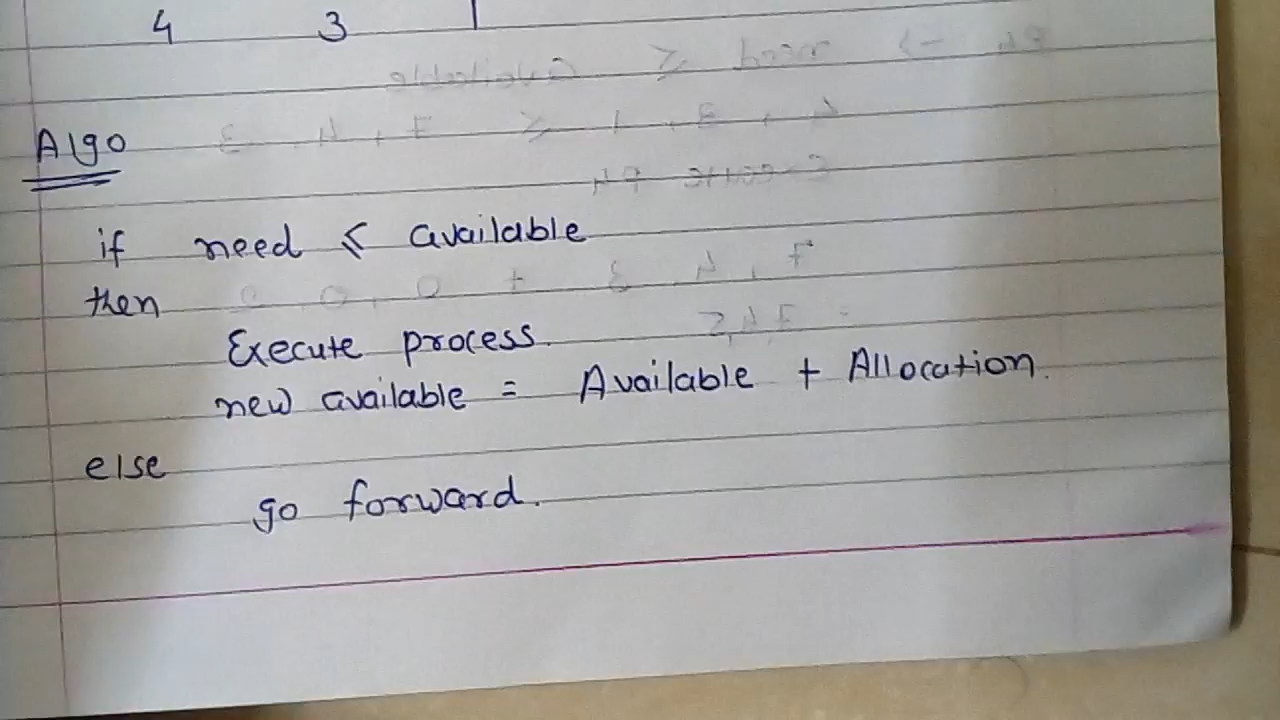 4 3
Algo
if need ≤ available
then
Execute process.
new available = Available + Allocation.
else
go forward.